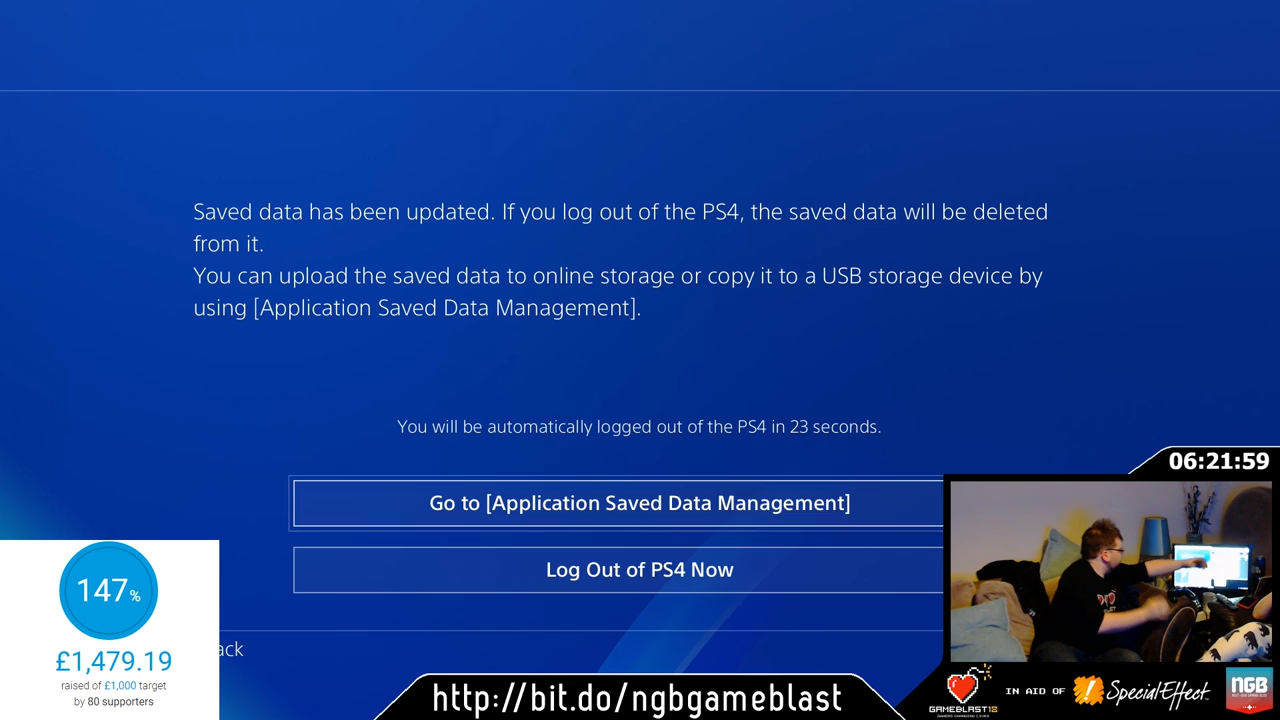 Saved data has been updated. If you log out of the PS4, the saved data will be deleted
from it.
You can upload the saved data to online storage or copy it to a USB storage device by
using [Application Saved Data Management].
You will be automatically logged out of the PS4 in 23 seconds.
06:21:59
Go to [Application Saved Data Management]
Log Out of PS4 Now
147%
£1,479.19
raised of £1,000 target
by 80 supporters
ack
http://bit.do/ngbgameblast
GAMEBLAST18
GAMERS CHANGING LIVES
IN AID OF
SpecialEffect
NGB